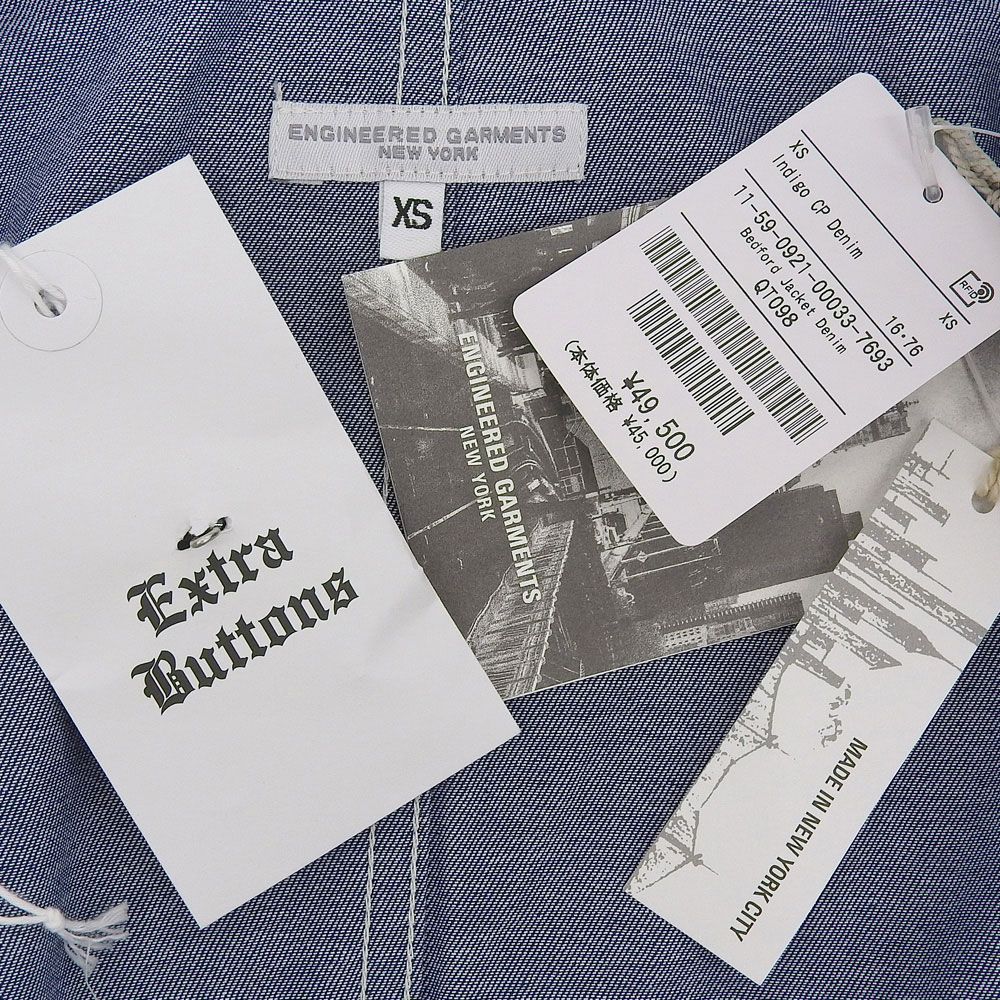 ENGINEERED GARMENTS
NEW YORK
XS
Extra
Buttons
ENGINEERED GARMENTS
NEW YORK
XS
Indigo CP Denim
16・76
XS
RFID
11-59-0921-00033-7693
Bedford Jacket Denim
QT098
¥49,500
(本体価格 ¥45,000)
MADE IN NEW YORK CITY